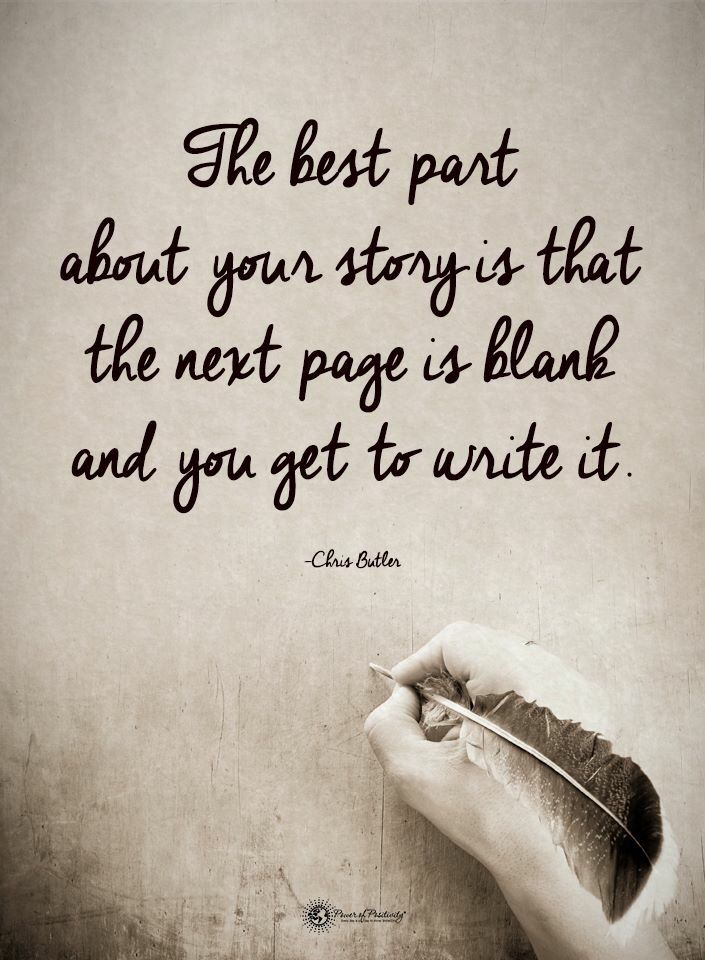 The best part
about your story is that
the next page is blank
and you get to write it.
-Chris Butler
Power of Positivity®